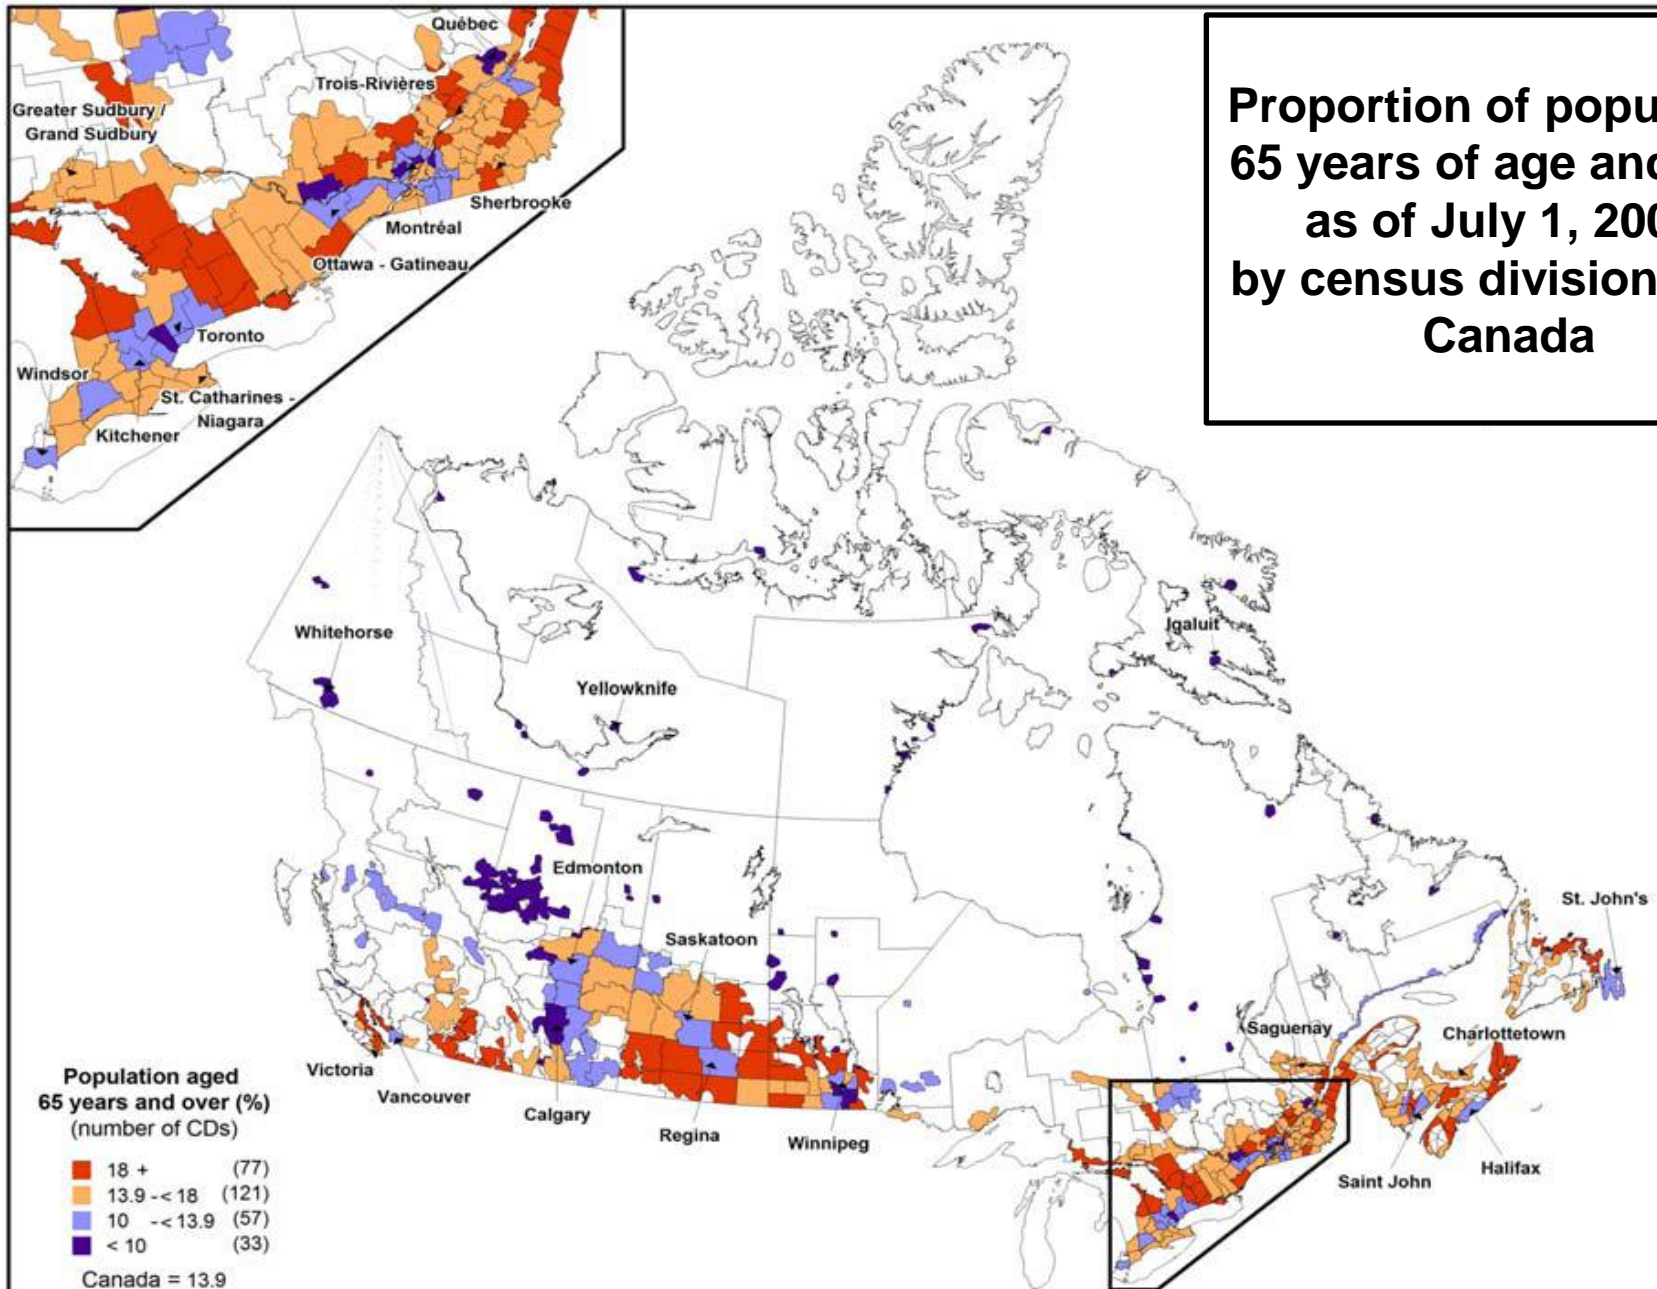 Proportion of popu
65 years of age and
as of July 1, 200
by census division
Canada
Québec
Trois-Rivières
Greater Sudbury /
Grand Sudbury
Sherbrooke
Montréal
Ottawa - Gatineau
Toronto
Windsor
St. Catharines -
Niagara
Kitchener
Whitehorse
Yellowknife
Iqaluit
Edmonton
Saskatoon
St. John's
Saguenay
Charlottetown
Victoria
Vancouver
Calgary
Regina
Winnipeg
Saint John
Halifax
Population aged
65 years and over (%)
(number of CDs)
18 + (77)
13.9 -< 18 (121)
10 -< 13.9 (57)
< 10 (33)
Canada = 13.9